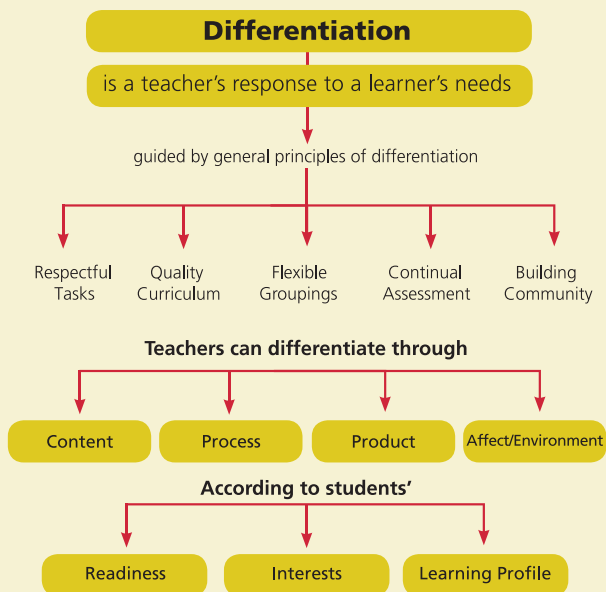 Differentiation
is a teacher's response to a learner's needs
guided by general principles of differentiation
Respectful
Tasks
Quality
Curriculum
Flexible
Groupings
Continual
Assessment
Building
Community
Teachers can differentiate through
Content
Process
Product
Affect/Environment
According to students'
Readiness
Interests
Learning Profile